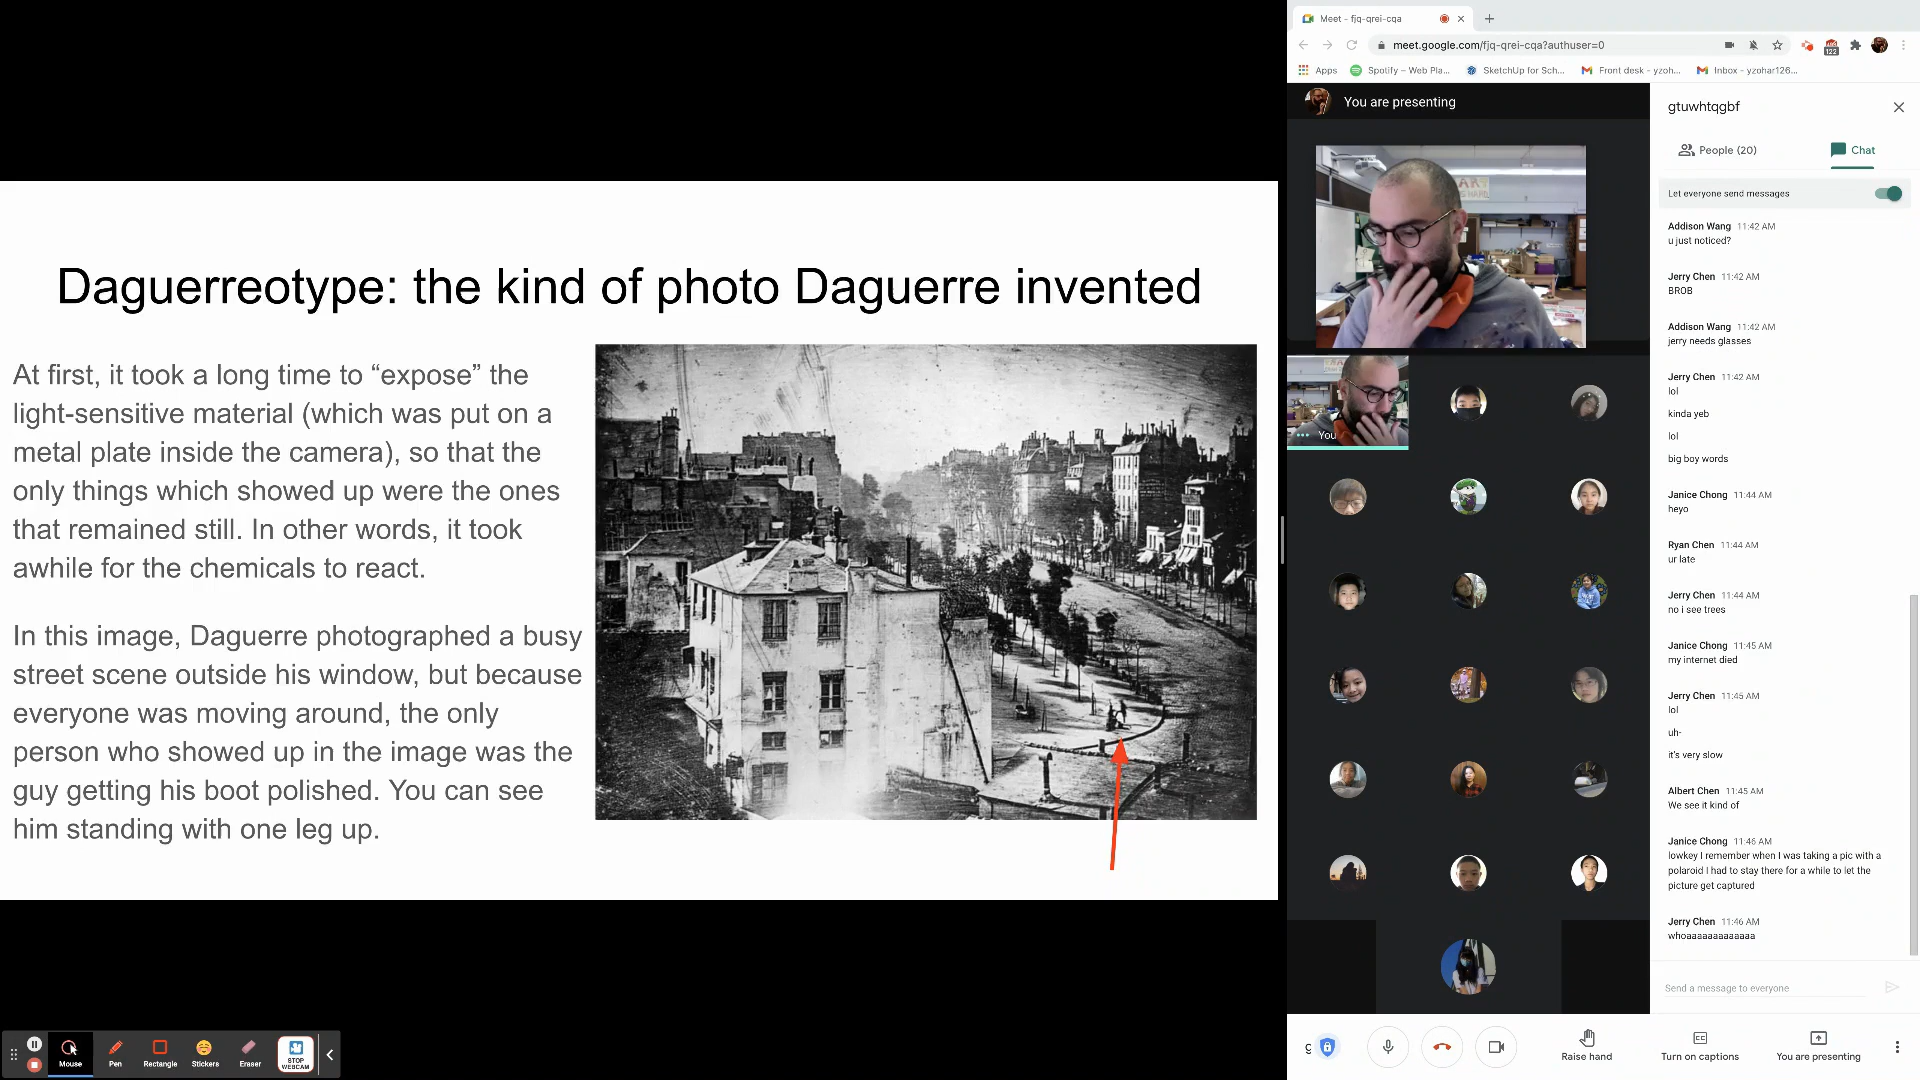 Daguerreotype: the kind of photo Daguerre invented
At first, it took a long time to “expose” the
light-sensitive material (which was put on a
metal plate inside the camera), so that the
only things which showed up were the ones
that remained still. In other words, it took
awhile for the chemicals to react.
In this image, Daguerre photographed a busy
street scene outside his window, but because
everyone was moving around, the only
person who showed up in the image was the
guy getting his boot polished. You can see
him standing with one leg up.
Mouse
Pen
Rectangle
Stickers
Eraser
STOP
WEBCAM
Meet - fjq-qrei-cqa
meet.google.com/fjq-qrei-cqa?authuser=0
122
Apps
Spotify – Web Pla...
SketchUp for Sch...
Front desk - yzoh...
Inbox - yzohar126...
You are presenting
You
gtuwhtqgbf
People (20)
Chat
Let everyone send messages
Addison Wang 11:42 AM
u just noticed?
Jerry Chen 11:42 AM
BROB
Addison Wang 11:42 AM
jerry needs glasses
Jerry Chen 11:42 AM
lol
kinda yeb
lol
big boy words
Janice Chong 11:44 AM
heyo
Ryan Chen 11:44 AM
ur late
Jerry Chen 11:44 AM
no i see trees
Janice Chong 11:45 AM
my internet died
Jerry Chen 11:45 AM
lol
uh-
it's very slow
Albert Chen 11:45 AM
We see it kind of
Janice Chong 11:46 AM
lowkey I remember when I was taking a pic with a
polaroid I had to stay there for a while to let the
picture get captured
Jerry Chen 11:46 AM
whoaaaaaaaaaaaaa
Send a message to everyone
g
Raise hand
Turn on captions
You are presenting